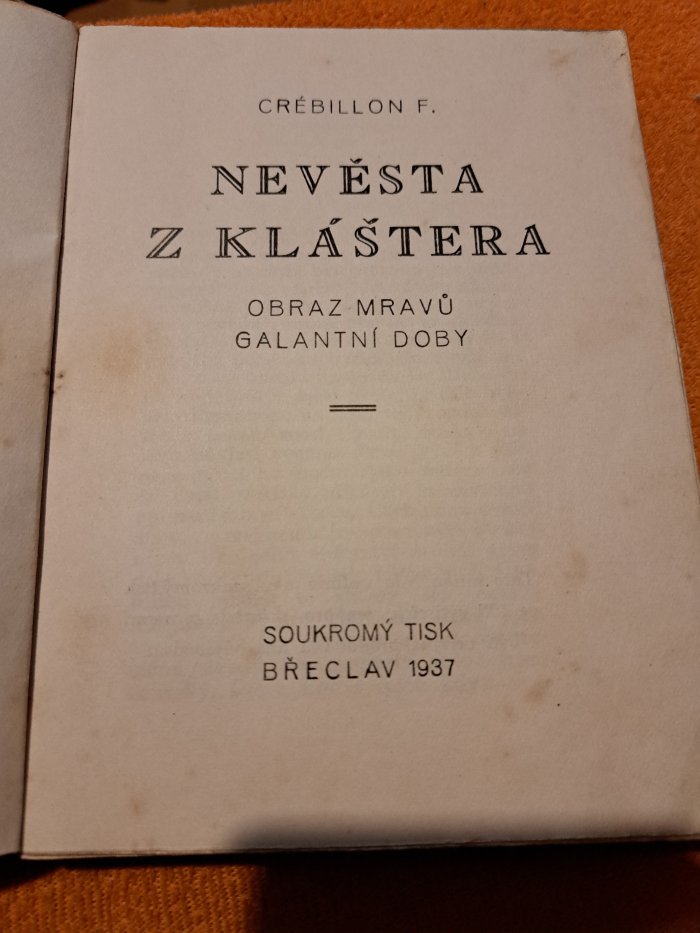 CRÉBILLON F.
NEVĚSTA
Z KLÁŠTERA
OBRAZ MRAVŮ
GALANTNÍ DOBY
SOUKROMÝ TISK
BŘECLAV 1937